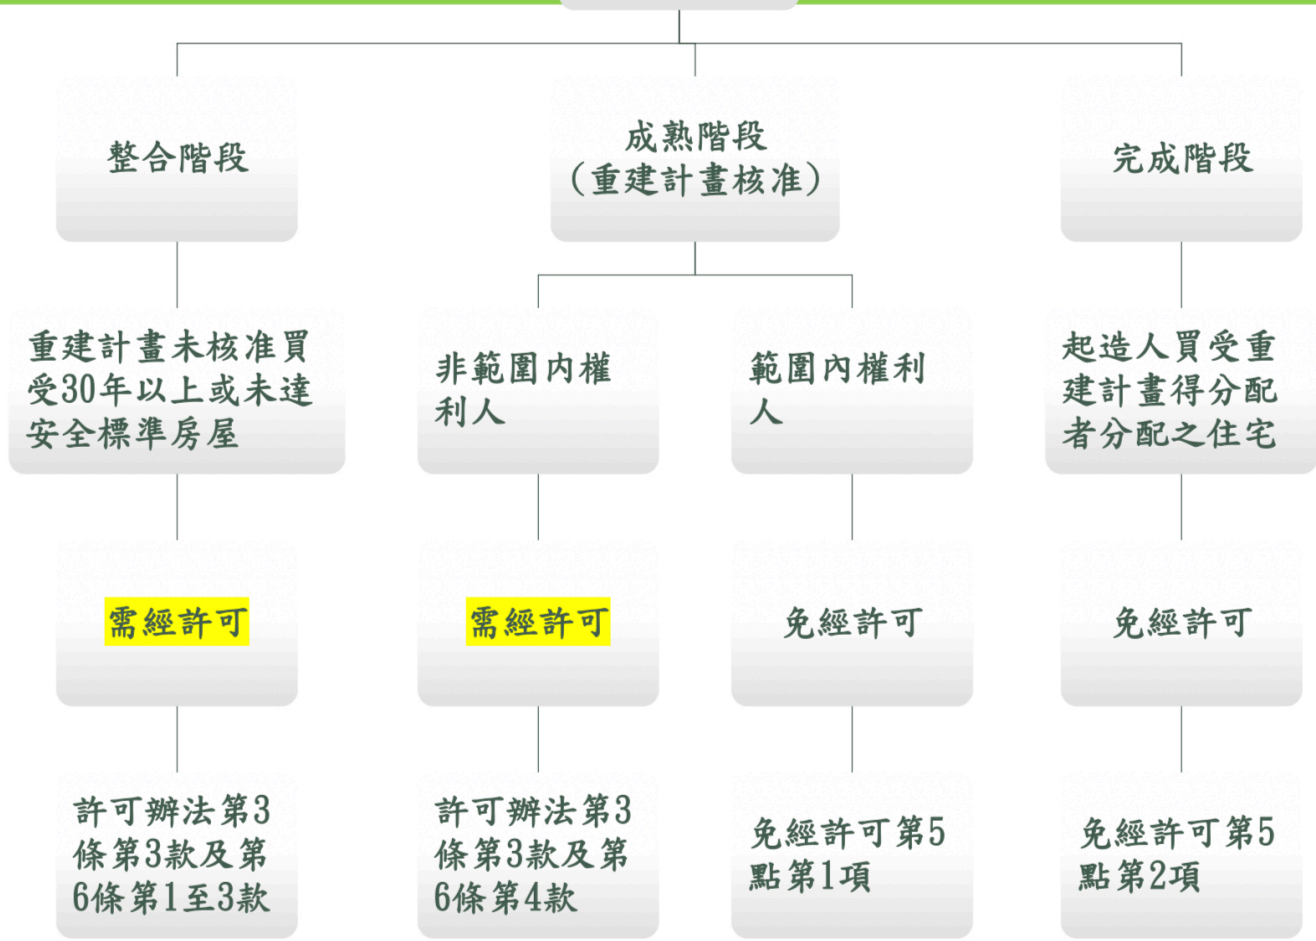 整合階段
成熟階段
（重建計畫核准）
完成階段
重建計畫未核准買
受30年以上或未達
安全標準房屋
非範圍內權
利人
範圍內權利
人
起造人買受重
建計畫得分配
者分配之住宅
需經許可
需經許可
免經許可
免經許可
許可辦法第3
條第3款及第
6條第1至3款
許可辦法第3
條第3款及第
6條第4款
免經許可第5
點第1項
免經許可第5
點第2項